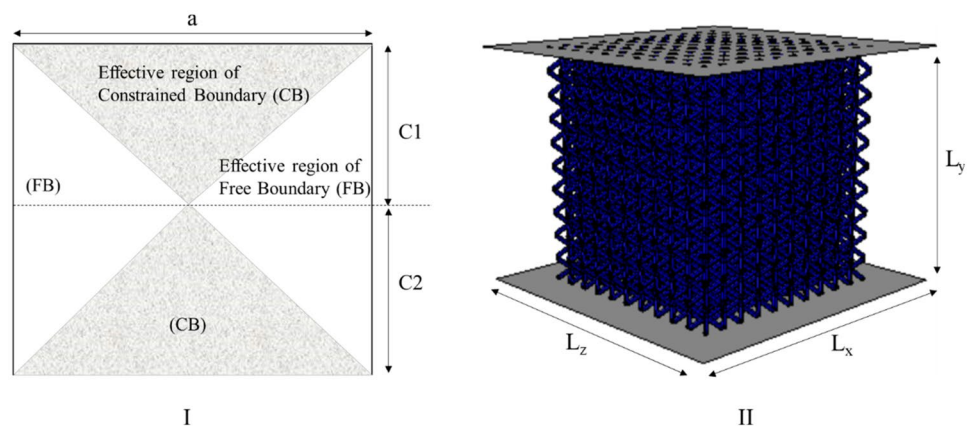 a
Effective region of
Constrained Boundary (CB)
C1
Effective region of
Free Boundary (FB)
(FB)
C2
(CB)
I
Ly
Lz
Lx
II